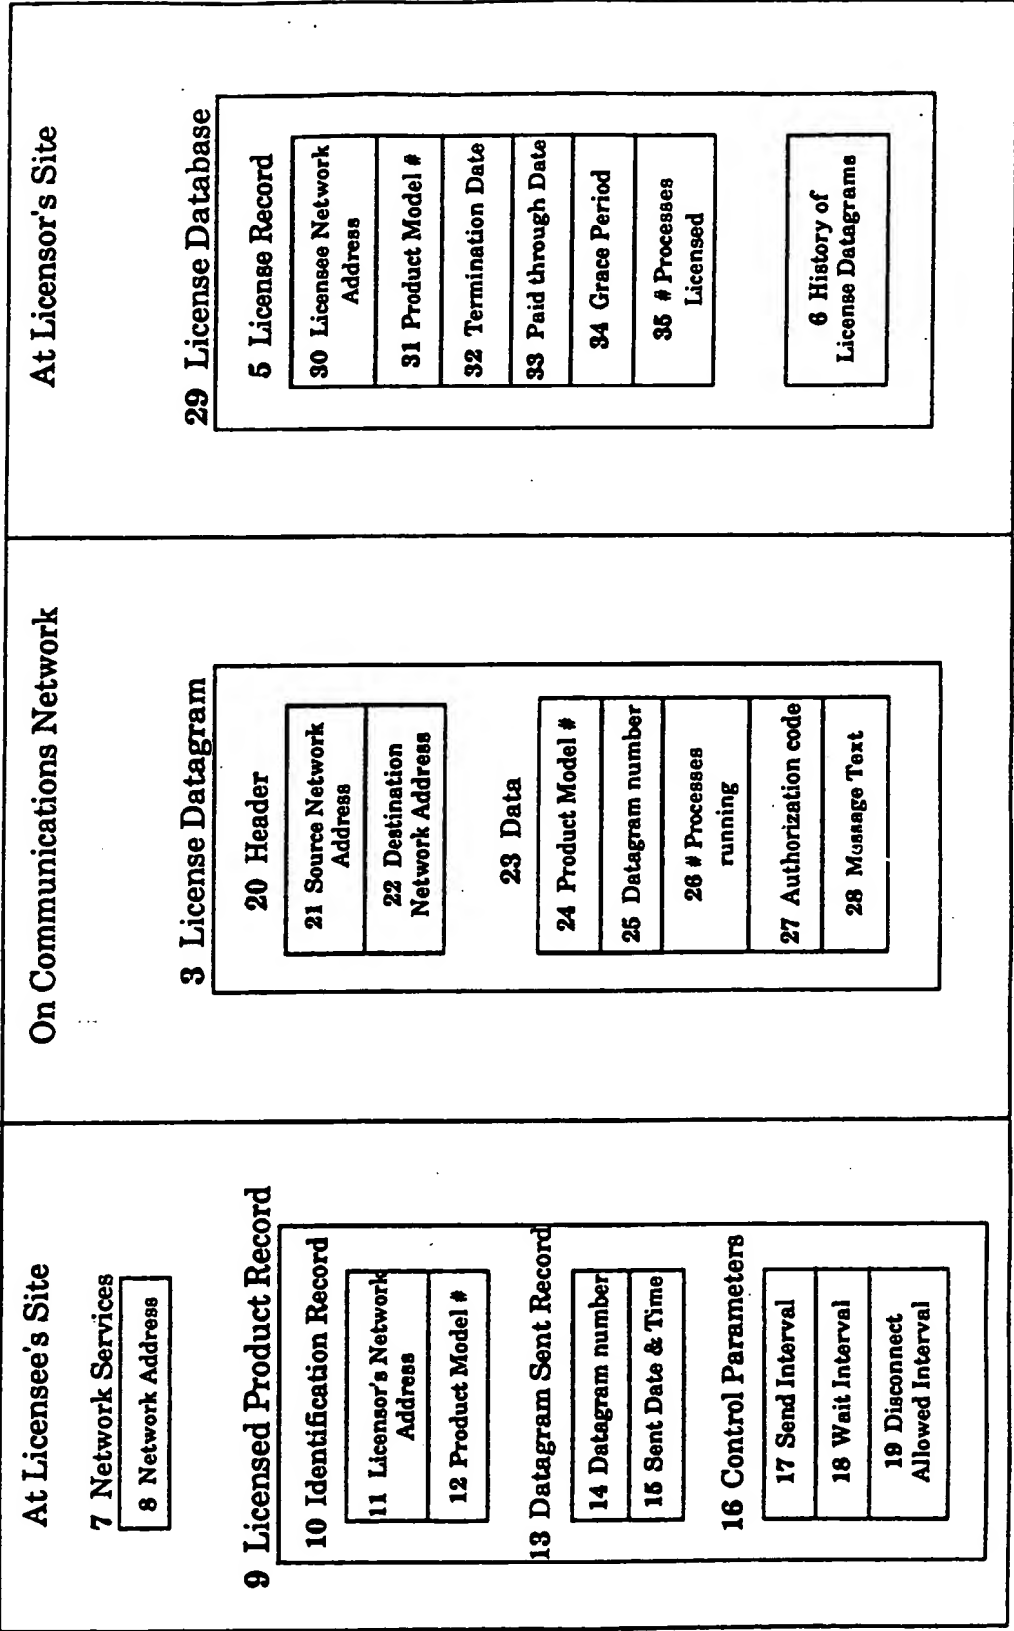 At Licensee's Site
7 Network Services
8 Network Address
9 Licensed Product Record
10 Identification Record
11 Licensor's Network
Address
12 Product Model #
13 Datagram Sent Record
14 Datagram number
15 Sent Date & Time
16 Control Parameters
17 Send Interval
18 Wait Interval
19 Disconnect
Allowed Interval
On Communications Network
3 License Datagram
20 Header
21 Source Network
Address
22 Destination
Network Address
23 Data
24 Product Model #
25 Datagram number
26 # Processes
running
27 Authorization code
28 Message Text
At Licensor's Site
29 License Database
5 License Record
30 Licensee Network
Address
31 Product Model #
32 Termination Date
33 Paid through Date
34 Grace Period
35 # Processes
Licensed
6 History of
License Datagrams